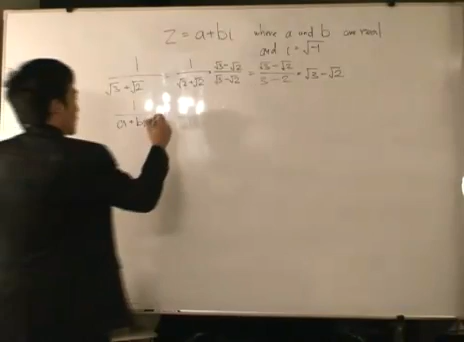 z = a+bi where a and b are real
and i = √-1
1/(√3+√2) = 1/(√3+√2) · (√3-√2)/(√3-√2) = (√3-√2)/(3-2) = √3-√2
1/(a+bi